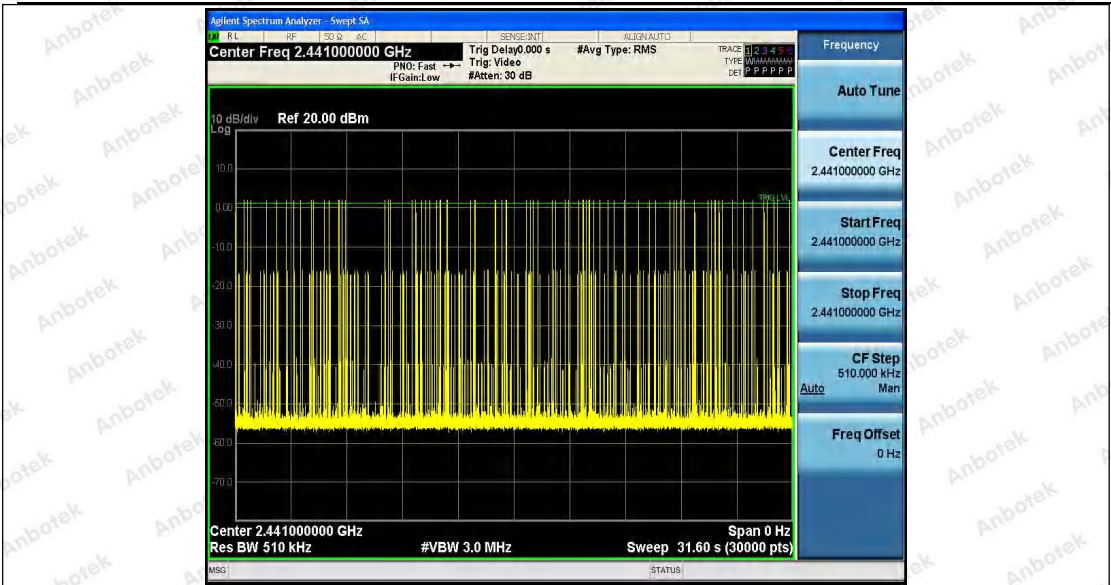 Agilent Spectrum Analyzer - Swept SA
RL RF 50 Ω AC SENSE:INT ALIGNAUTO
Center Freq 2.441000000 GHz
PNO: Fast
IFGain:Low
Trig Delay0.000 s
Trig: Video
#Atten: 30 dB
#Avg Type: RMS
TRACE 1 2 3 4 5 6
TYPE
DET P P P P P P
10 dB/div Ref 20.00 dBm
Log
10.0
0.00
-10.0
-20.0
-30.0
-40.0
-50.0
-60.0
-70.0
TRIG LVL
Center 2.441000000 GHz
Span 0 Hz
Res BW 510 kHz
#VBW 3.0 MHz
Sweep 31.60 s (30000 pts)
MSG
STATUS
Frequency
Auto Tune
Center Freq
2.441000000 GHz
Start Freq
2.441000000 GHz
Stop Freq
2.441000000 GHz
CF Step
510.000 kHz
Auto Man
Freq Offset
0 Hz
Anbotek